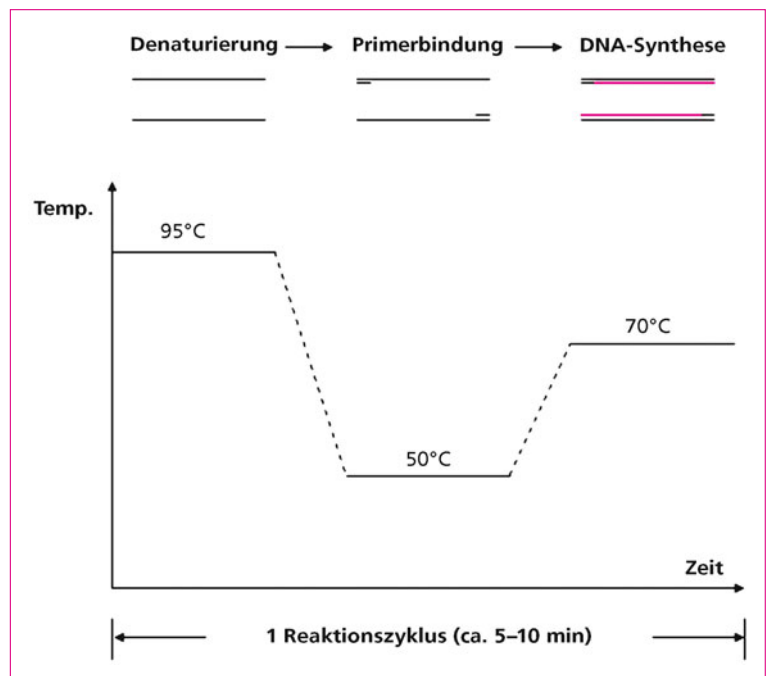 Denaturierung Primerbindung DNA-Synthese
Temp.
95°C
70°C
50°C
Zeit
1 Reaktionszyklus (ca. 5–10 min)